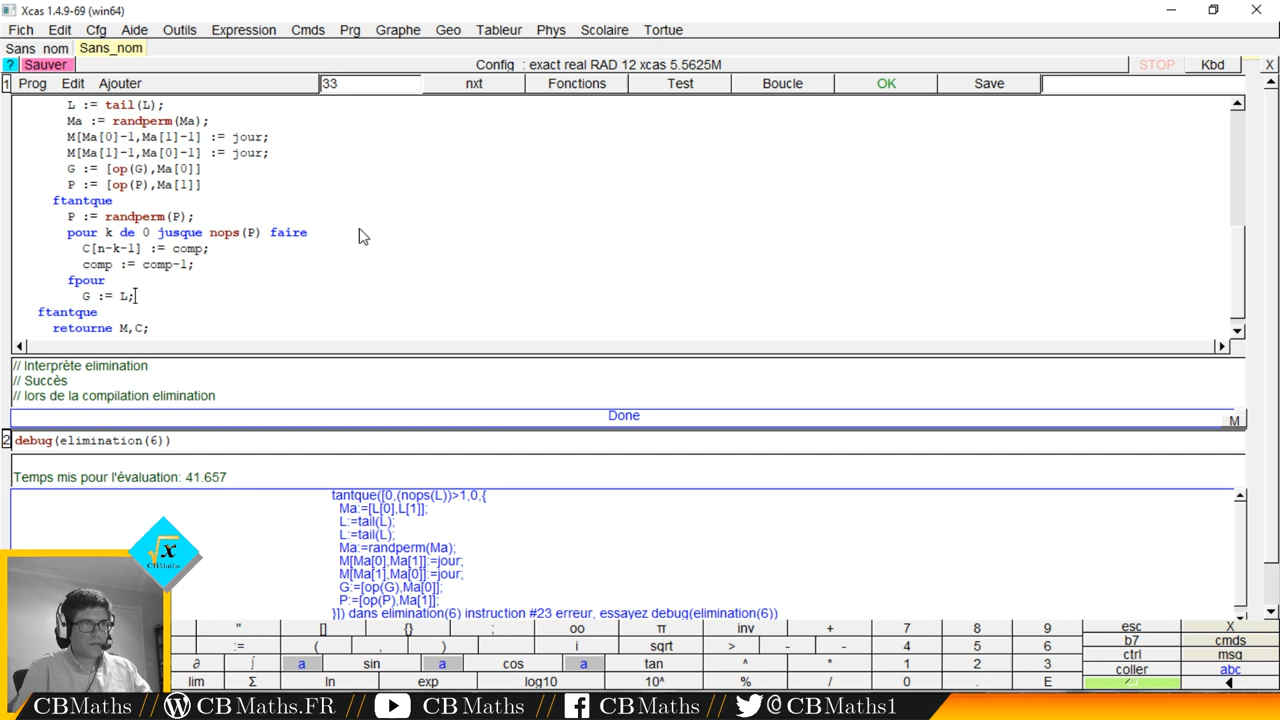 Xcas 1.4.9-69 (win64)
Fich Edit Cfg Aide Outils Expression Cmds Prg Graphe Geo Tableur Phys Scolaire Tortue
Sans nom Sans_nom
? Sauver Config : exact real RAD 12 xcas 5.5625M STOP Kbd X
1 Prog Edit Ajouter 33 nxt Fonctions Test Boucle OK Save
L := tail(L);
Ma := randperm(Ma);
M[Ma[0]-1,Ma[1]-1] := jour;
M[Ma[1]-1,Ma[0]-1] := jour;
G := [op(G),Ma[0]]
P := [op(P),Ma[1]]
ftantque
P := randperm(P);
pour k de 0 jusque nops(P) faire
C[n-k-1] := comp;
comp := comp-1;
fpour
G := L;
ftantque
retourne M,C;
// Interprète elimination
// Succès
// lors de la compilation elimination
Done
M
2 debug(elimination(6))
Temps mis pour l'évaluation: 41.657
tantque([0,(nops(L))>1,0,{
Ma:=[L[0],L[1]];
L:=tail(L);
L:=tail(L);
Ma:=randperm(Ma);
M[Ma[0],Ma[1]]:=jour;
M[Ma[1],Ma[0]]:=jour;
G:=[op(G),Ma[0]];
P:=[op(P),Ma[1]];
}]) dans elimination(6) instruction #23 erreur, essayez debug(elimination(6))
√x
CBMaths
" [] {} ; oo π inv + 7 8 9 esc X
:= ( , ) i sqrt > - - 4 5 6 b7 cmds
ctrl msg
∂ ∫ a sin a cos a tan ^ * 1 2 3 coller abc
lim Σ ln exp log10 10^ % / 0 . E
CBMaths CBMaths.FR CBMaths CBMaths @CBMaths1